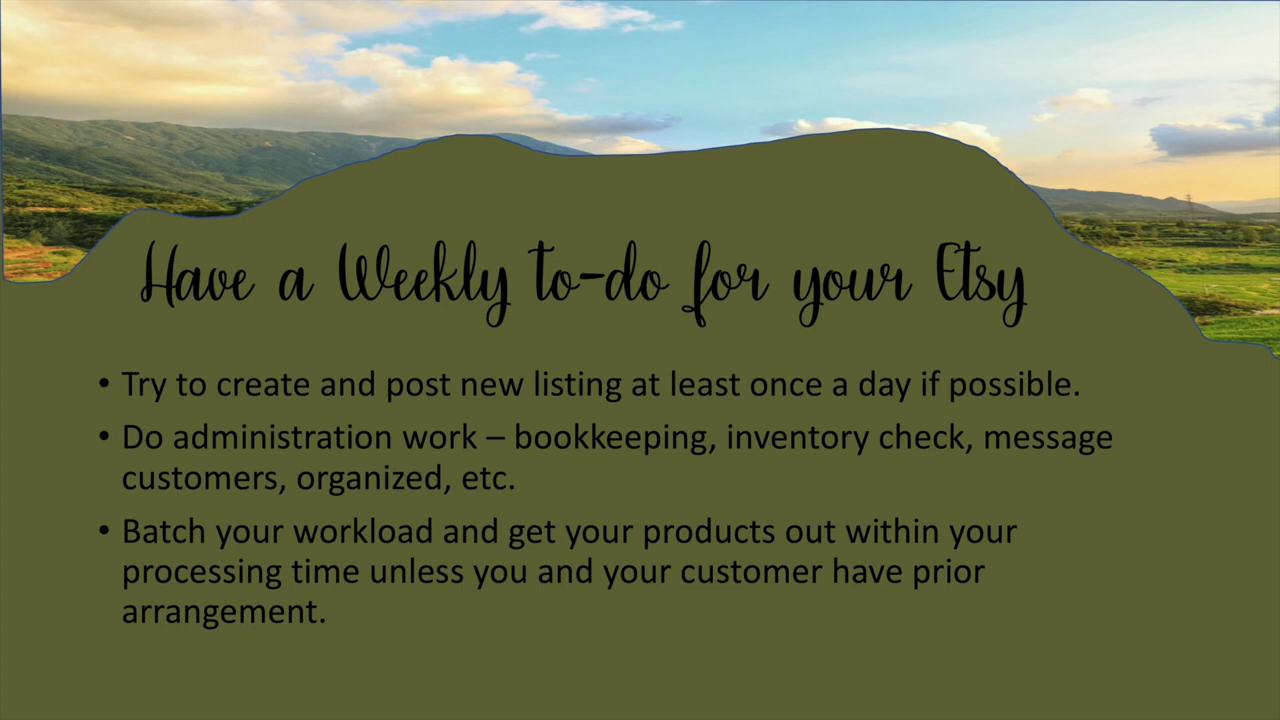 Have a Weekly to-do for your Etsy
• Try to create and post new listing at least once a day if possible.
• Do administration work – bookkeeping, inventory check, message
customers, organized, etc.
• Batch your workload and get your products out within your
processing time unless you and your customer have prior
arrangement.